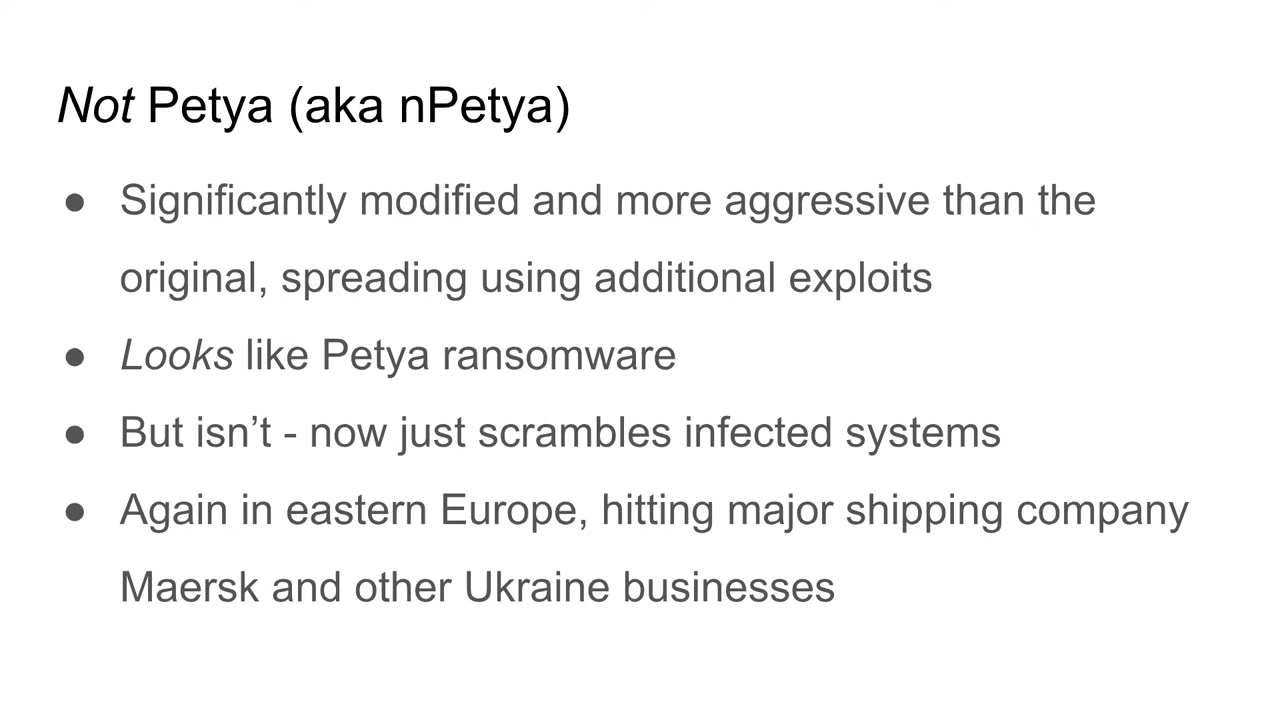 Not Petya (aka nPetya)
● Significantly modified and more aggressive than the
original, spreading using additional exploits
● Looks like Petya ransomware
● But isn’t - now just scrambles infected systems
● Again in eastern Europe, hitting major shipping company
Maersk and other Ukraine businesses